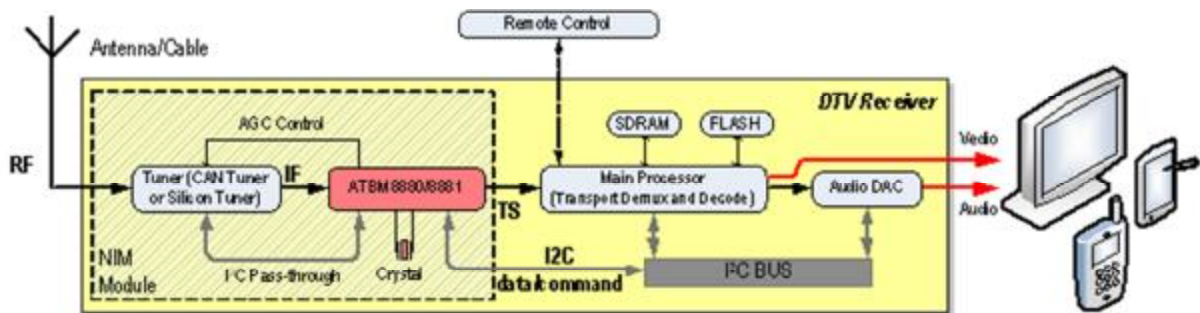 Remote Control
Antenna/Cable
DTV Receiver
AGC Control
SDRAM
FLASH
Vedio
RF
Tuner (CAN Tuner
or Silicon Tuner)
IF
ATBM8880/8881
TS
Main Processor
(Transport Demux and Decode)
Audio DAC
Audio
NIM
Module
I²C Pass-through
Crystal
I2C
data/command
I²C BUS